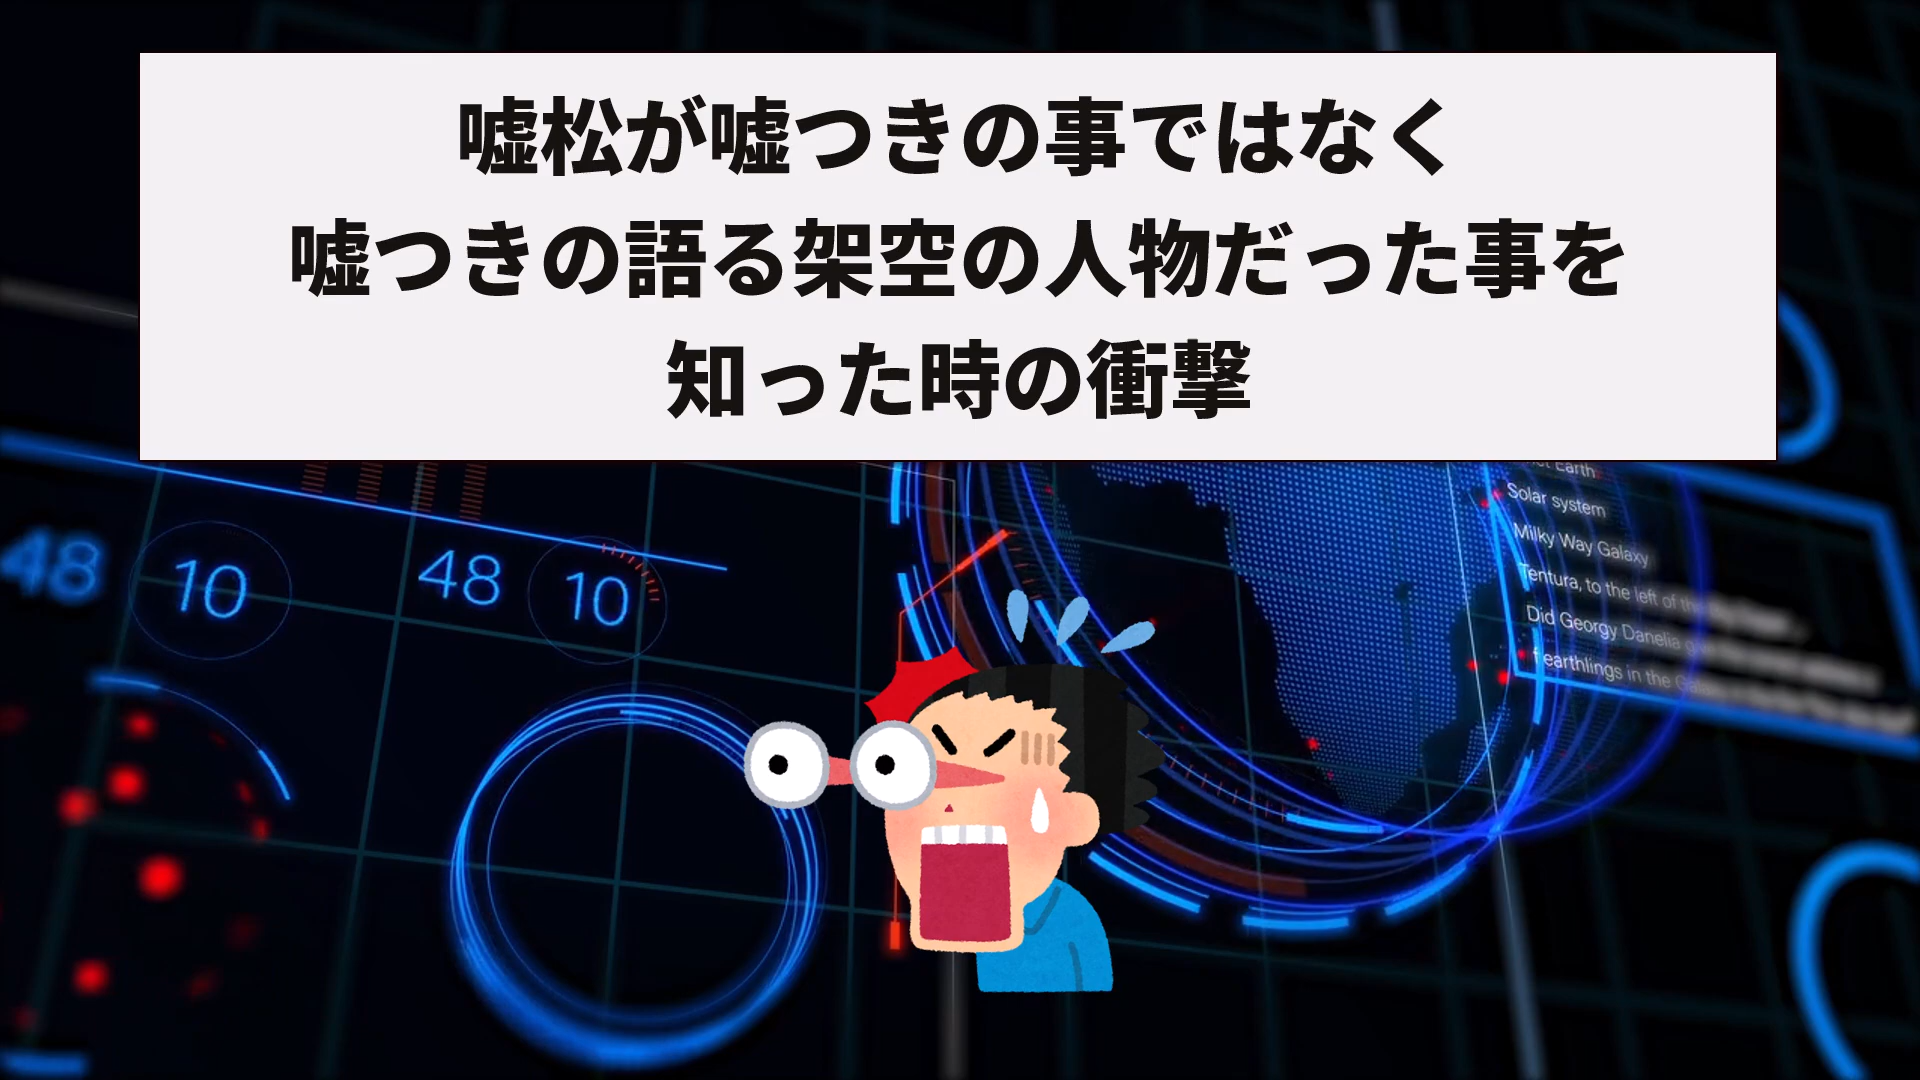 嘘松が嘘つきの事ではなく
嘘つきの語る架空の人物だった事を
知った時の衝撃
Earth
Solar system
Milky Way Galaxy
Tentura, to the left of
Did Georgy Danelia
earthlings in the
48
10
48
10